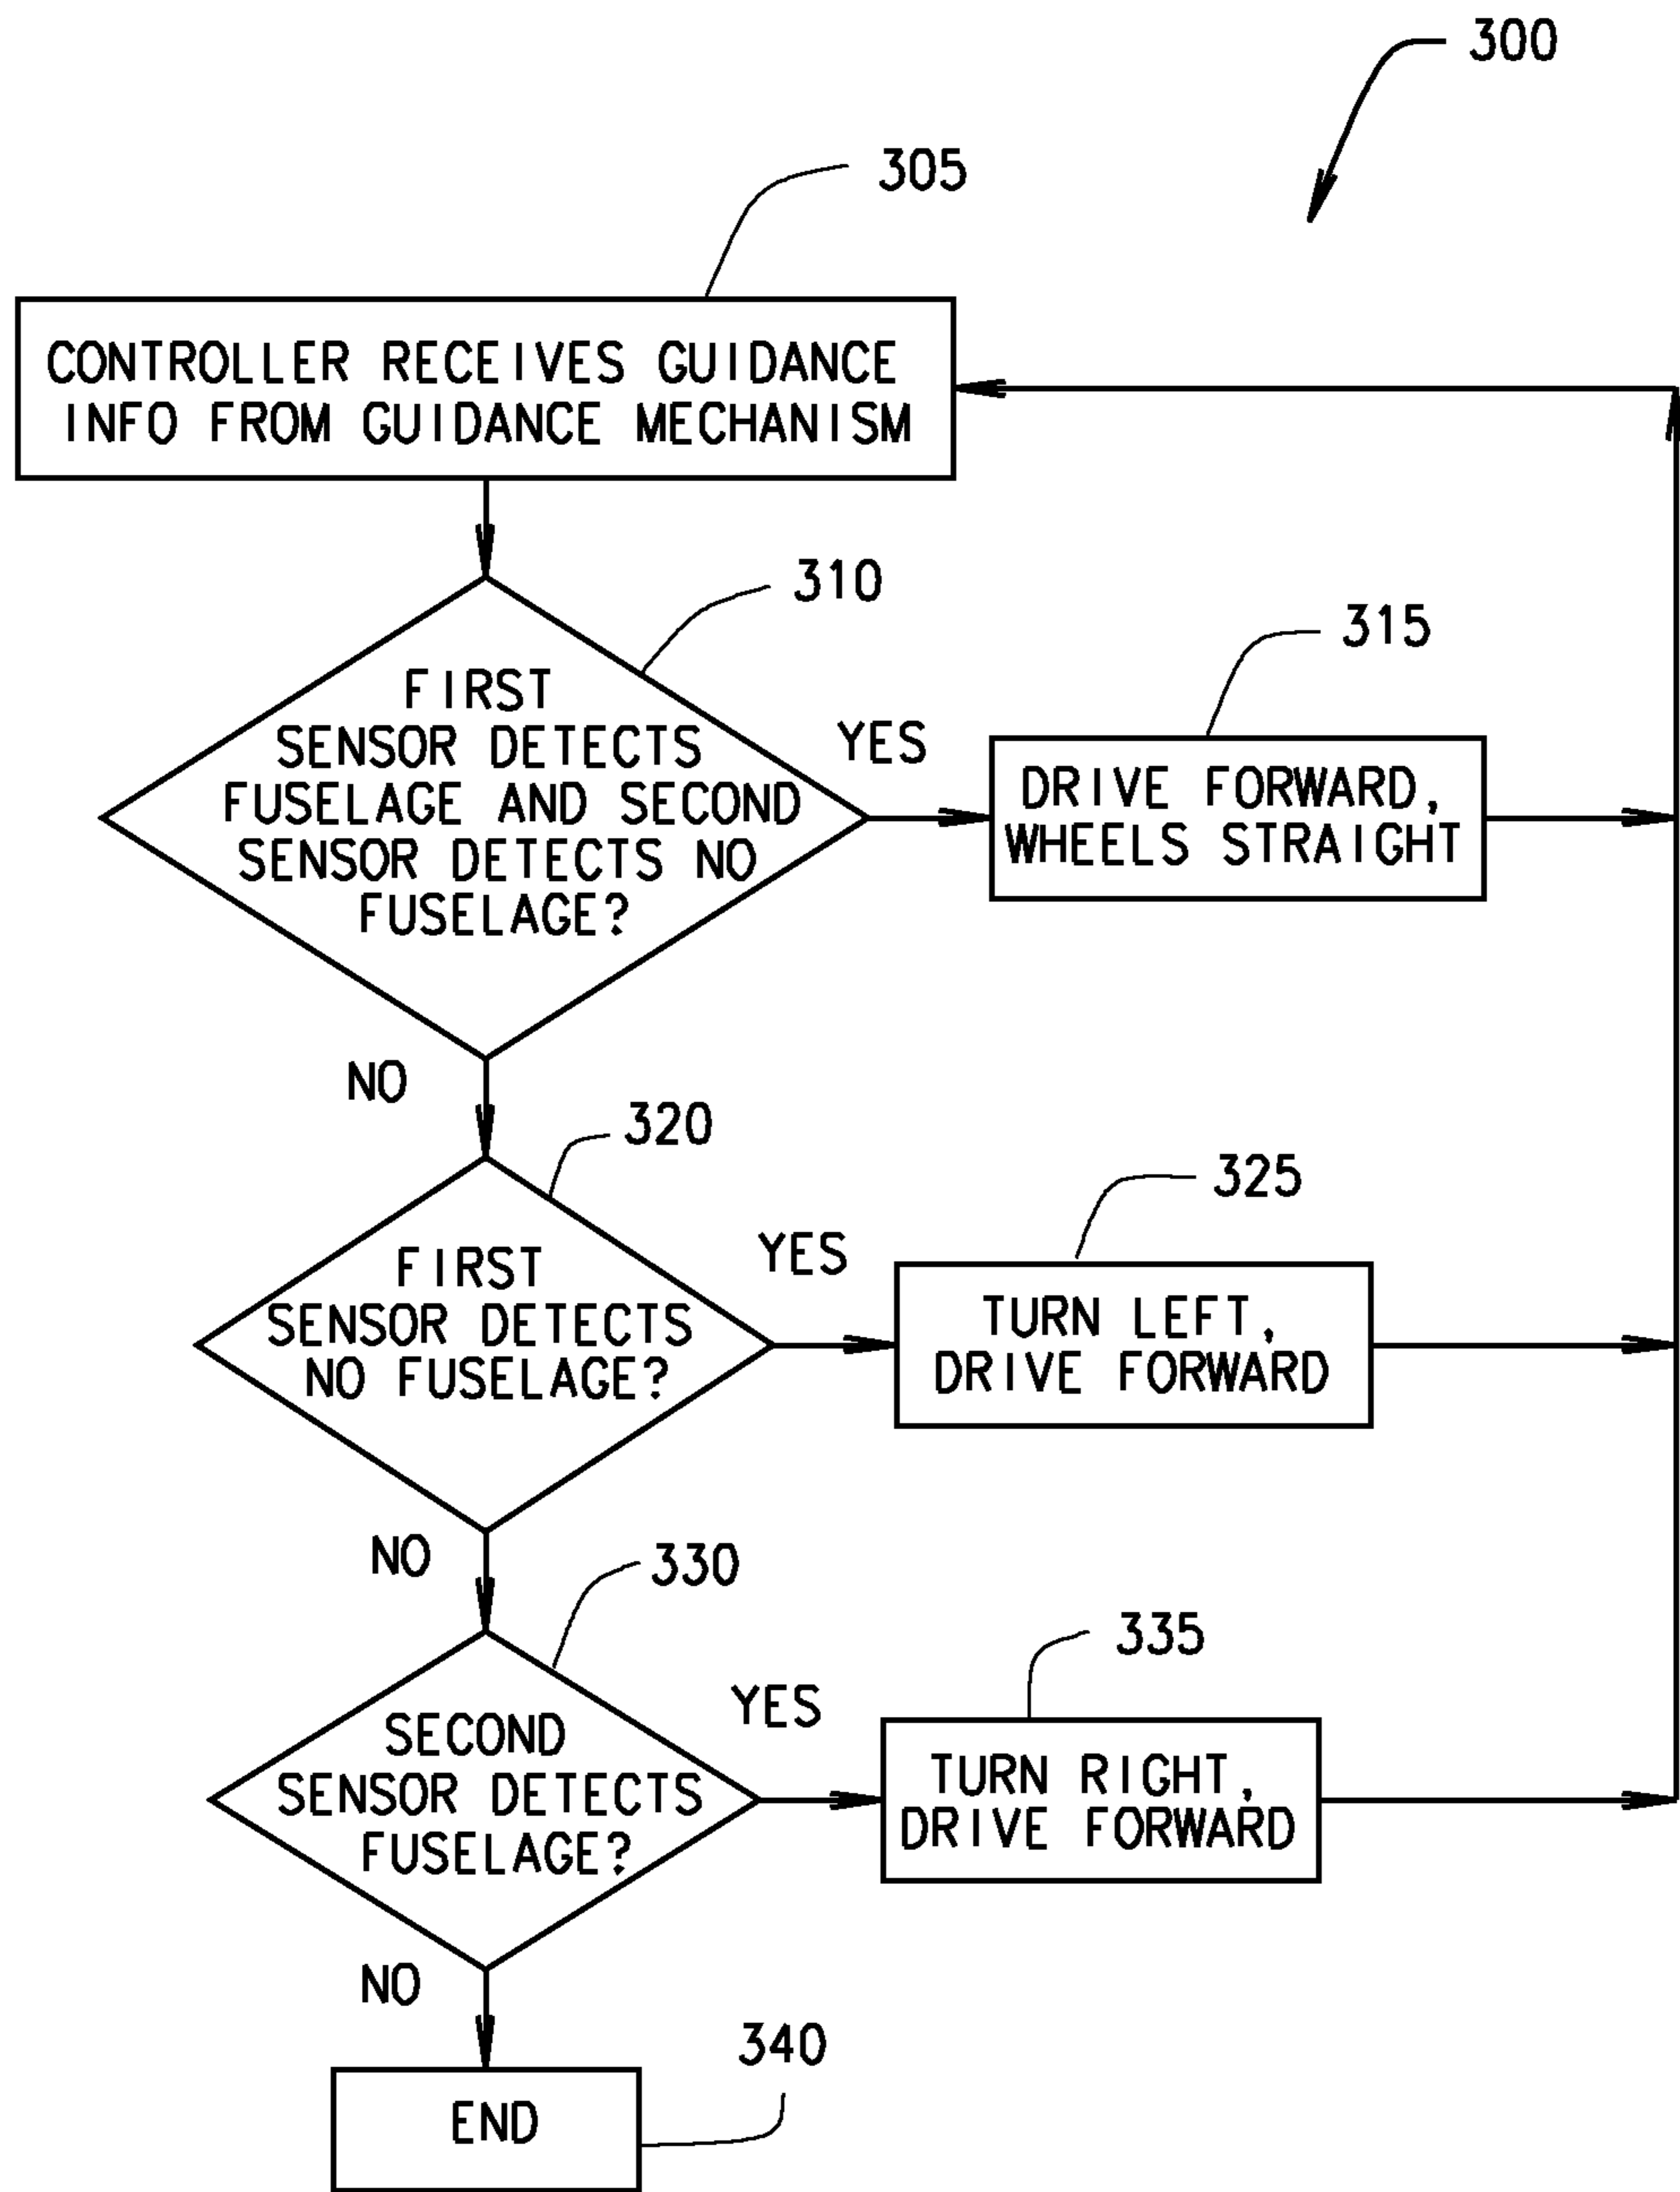 300
305
CONTROLLER RECEIVES GUIDANCE
INFO FROM GUIDANCE MECHANISM
310
FIRST
SENSOR DETECTS
FUSELAGE AND SECOND
SENSOR DETECTS NO
FUSELAGE?
YES
315
DRIVE FORWARD,
WHEELS STRAIGHT
NO
320
FIRST
SENSOR DETECTS
NO FUSELAGE?
YES
325
TURN LEFT,
DRIVE FORWARD
NO
330
SECOND
SENSOR DETECTS
FUSELAGE?
YES
335
TURN RIGHT,
DRIVE FORWARD
NO
340
END